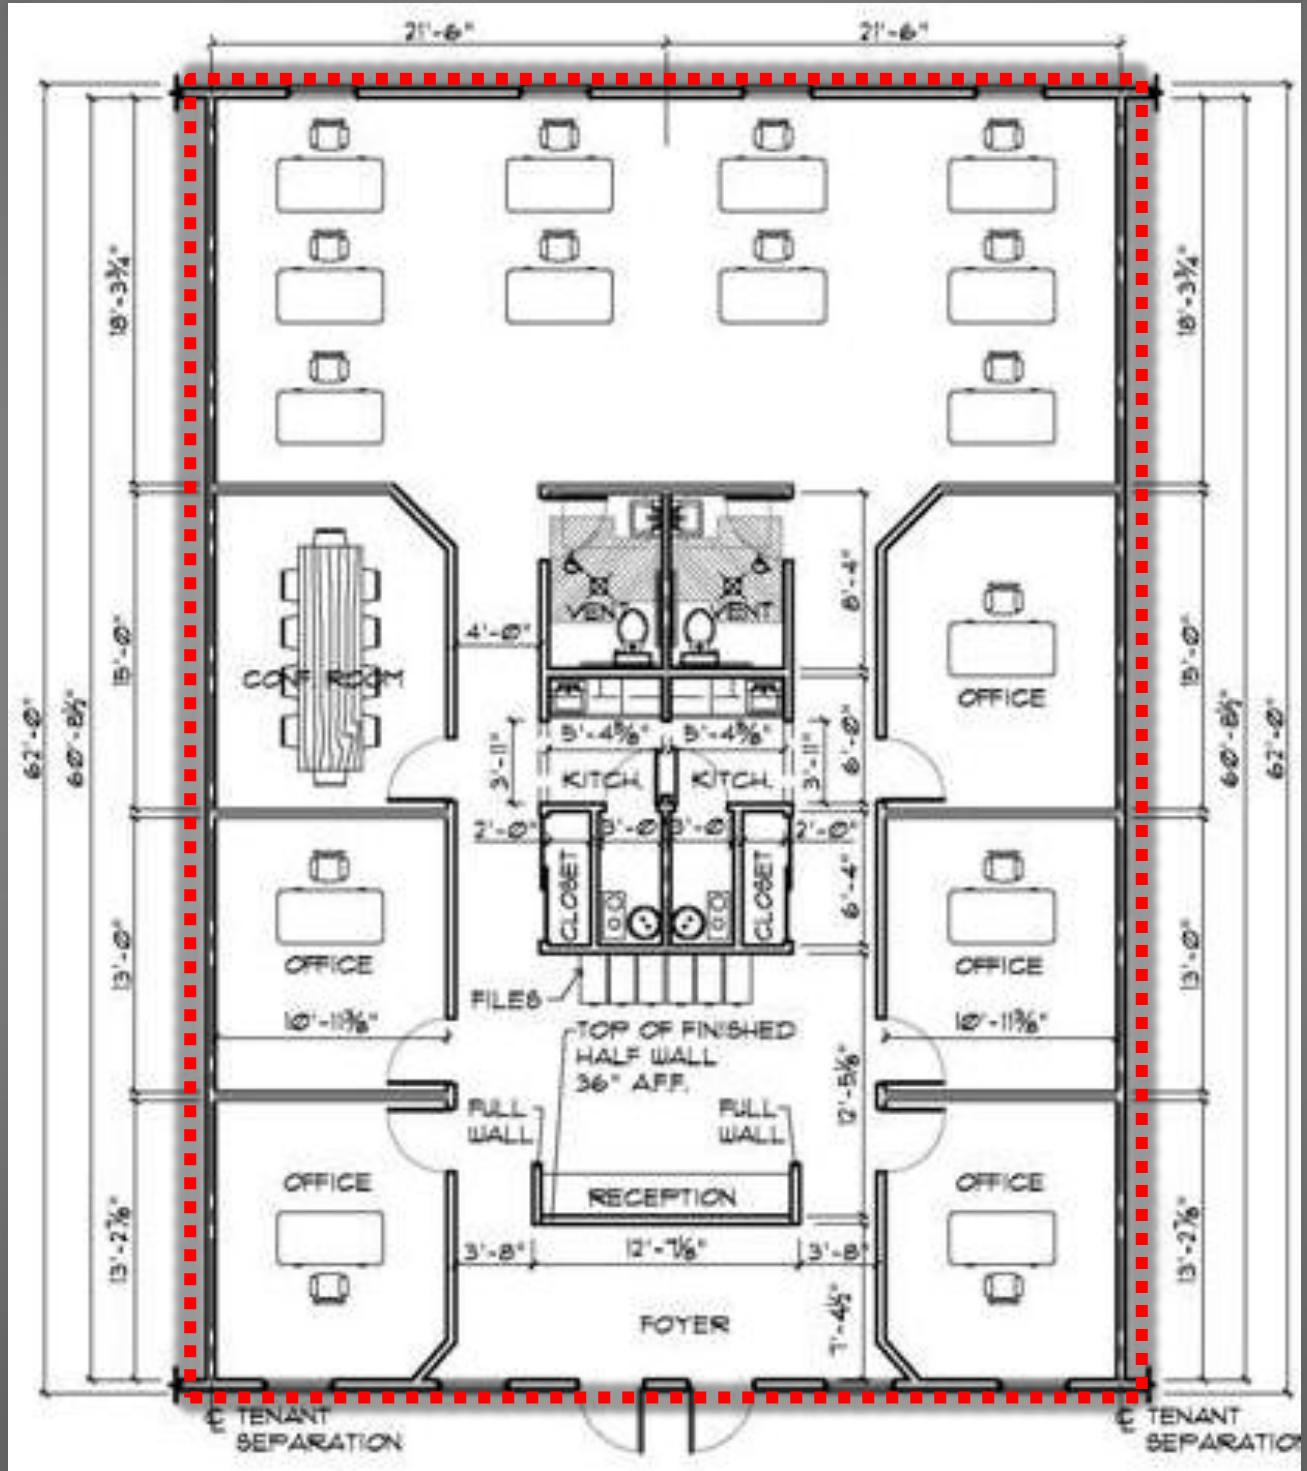 21'-6" 21'-6"
18'-3¾" 18'-3¾"
62'-0" 60'-8½" 15'-0" 4'-0" VENT VENT 8'-4" 15'-0" 60'-8½" 62'-0"
CONF ROOM OFFICE
5'-4⅝" 5'-4⅝"
3'-11" KITCH. KITCH. 3'-11" 6'-0"
2'-0" 3'-0 3'-0 2'-0"
CLOSET CLOSET 6'-4"
13'-0" OFFICE OFFICE 13'-0"
FILES
10'-11⅜" 10'-11⅜"
TOP OF FINISHED
HALF WALL
36" A.F.F.
12'-5⅛"
FULL FULL
WALL WALL
OFFICE OFFICE
RECEPTION
13'-2⅞" 13'-2⅞"
3'-8" 12'-7⅛" 3'-8"
FOYER 7'-4½"
TENANT TENANT
SEPARATION SEPARATION